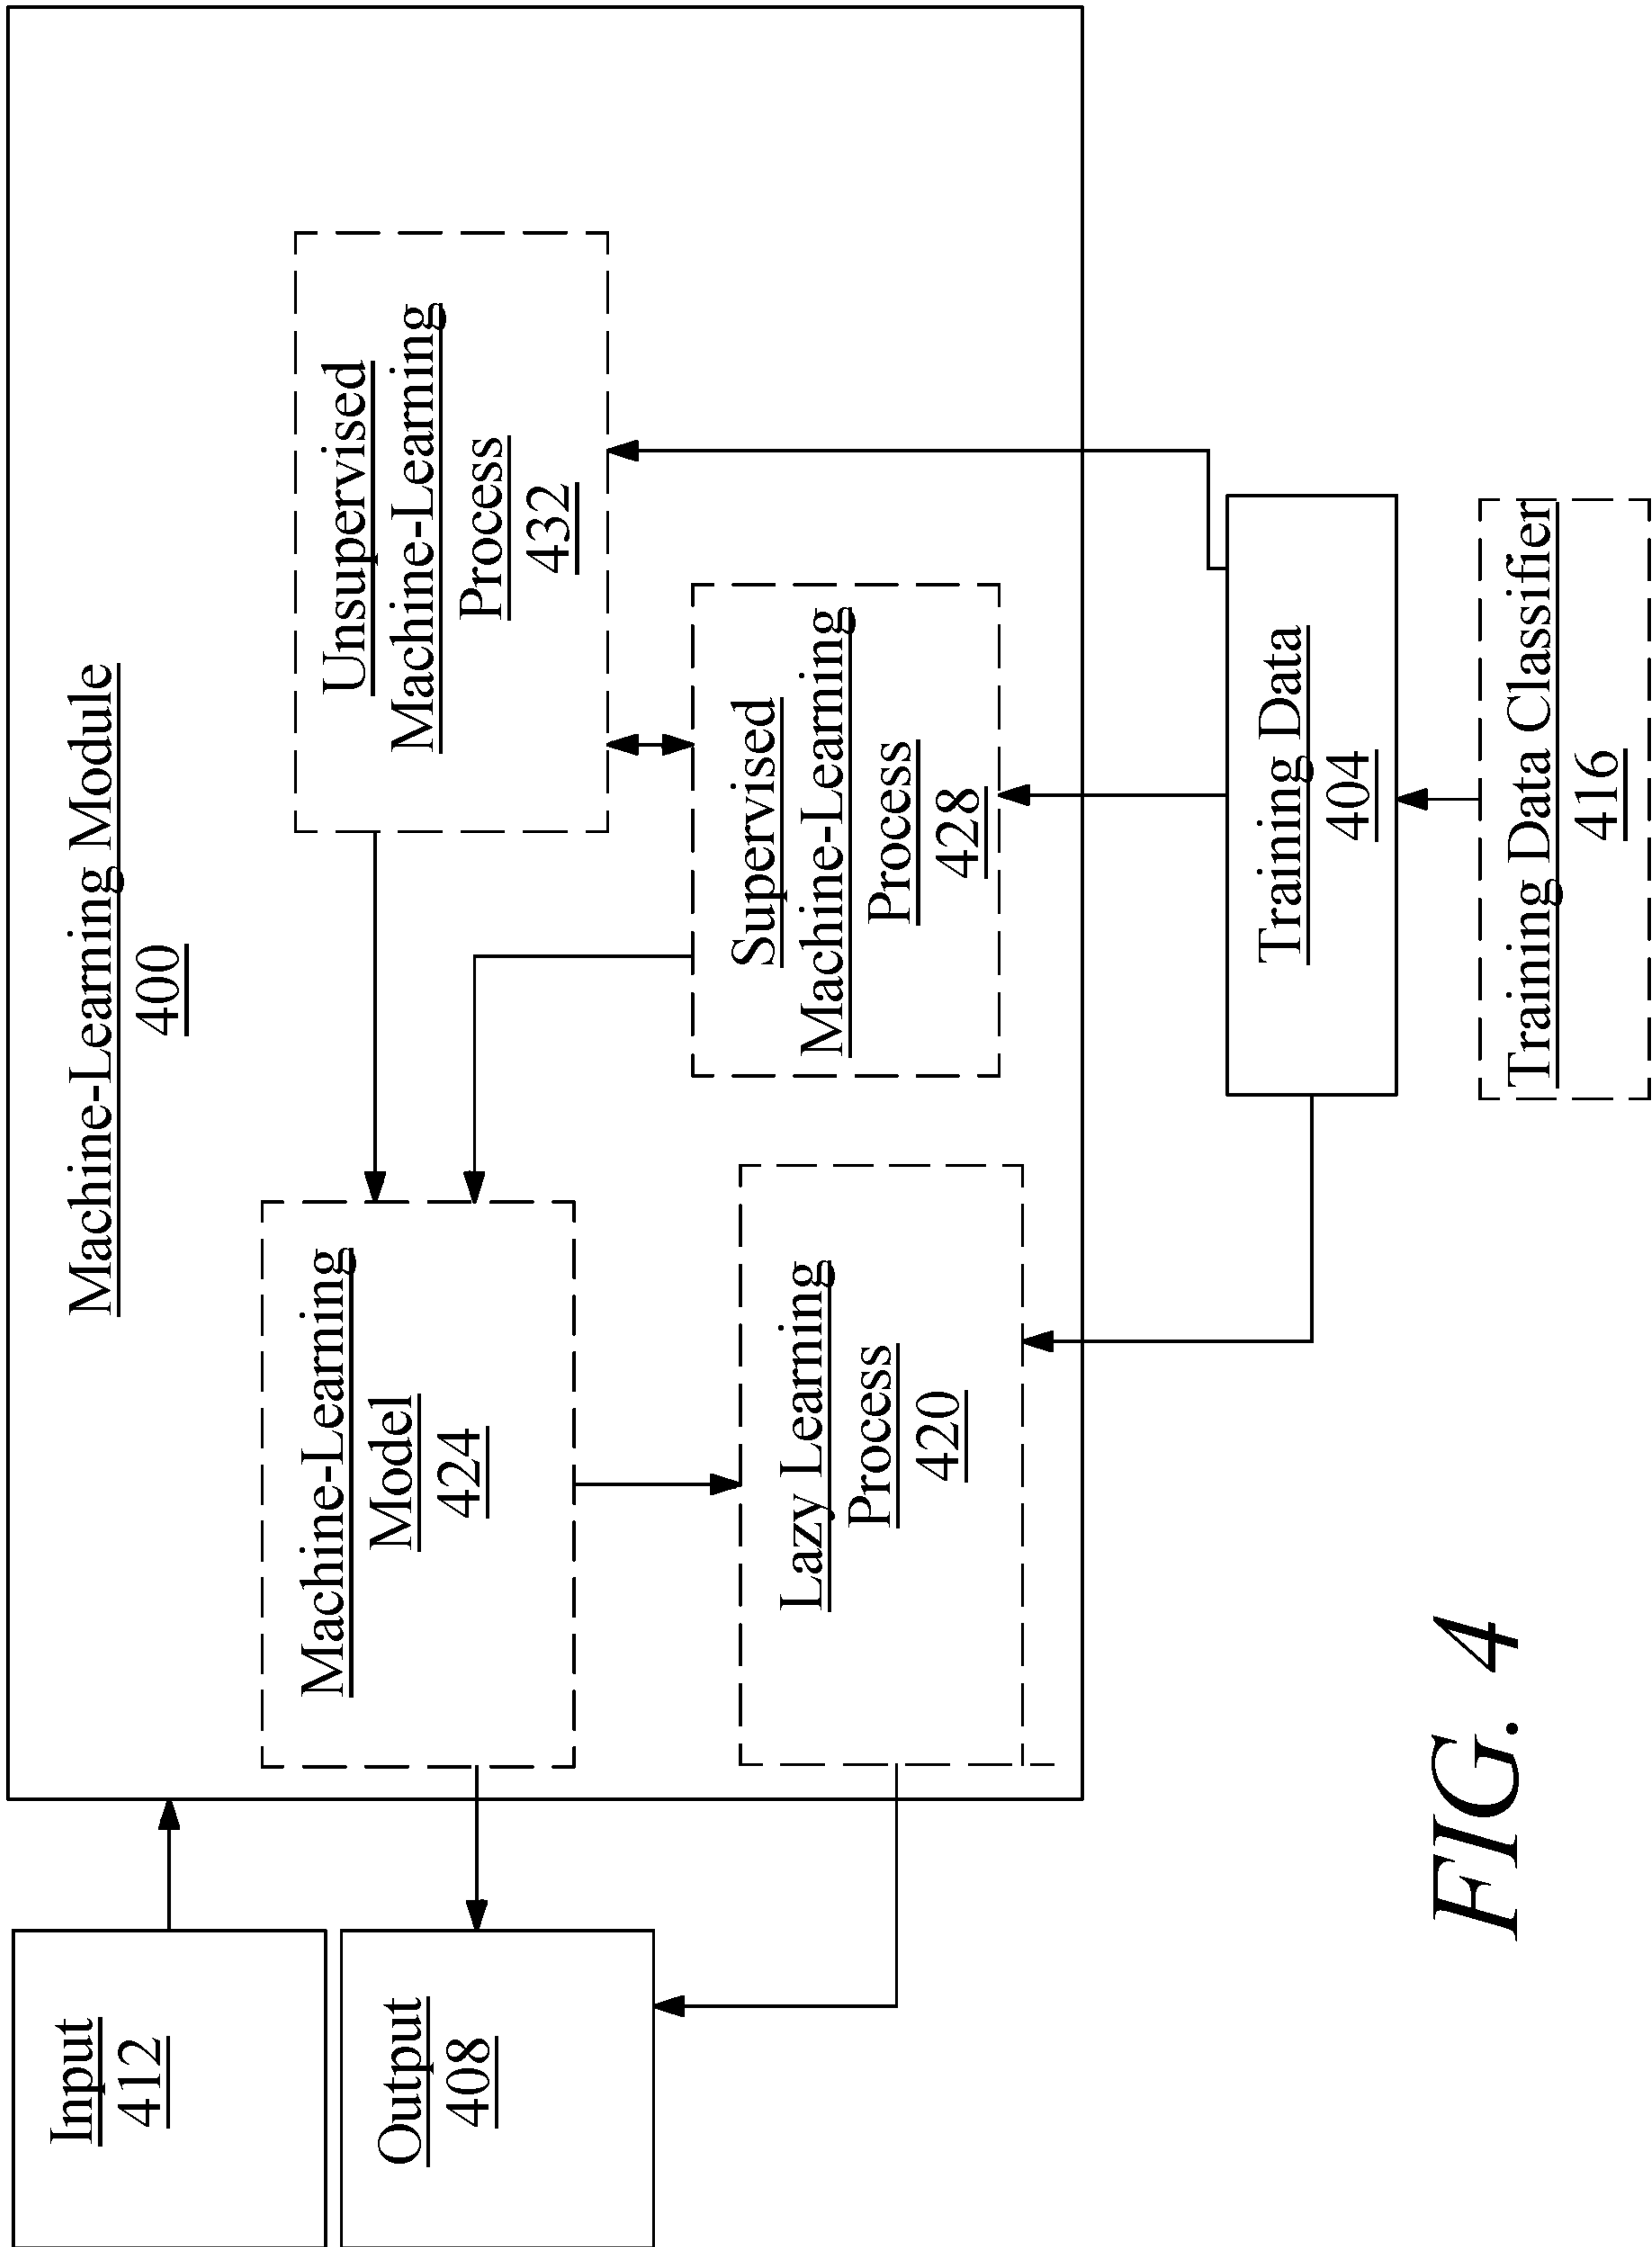 Machine-Learning Module
400
Input
412
Output
408
Machine-Learning
Model
424
Unsupervised
Machine-Learning
Process
432
Lazy Learning
Process
420
Supervised
Machine-Learning
Process
428
Training Data
404
Training Data Classifier
416
FIG. 4